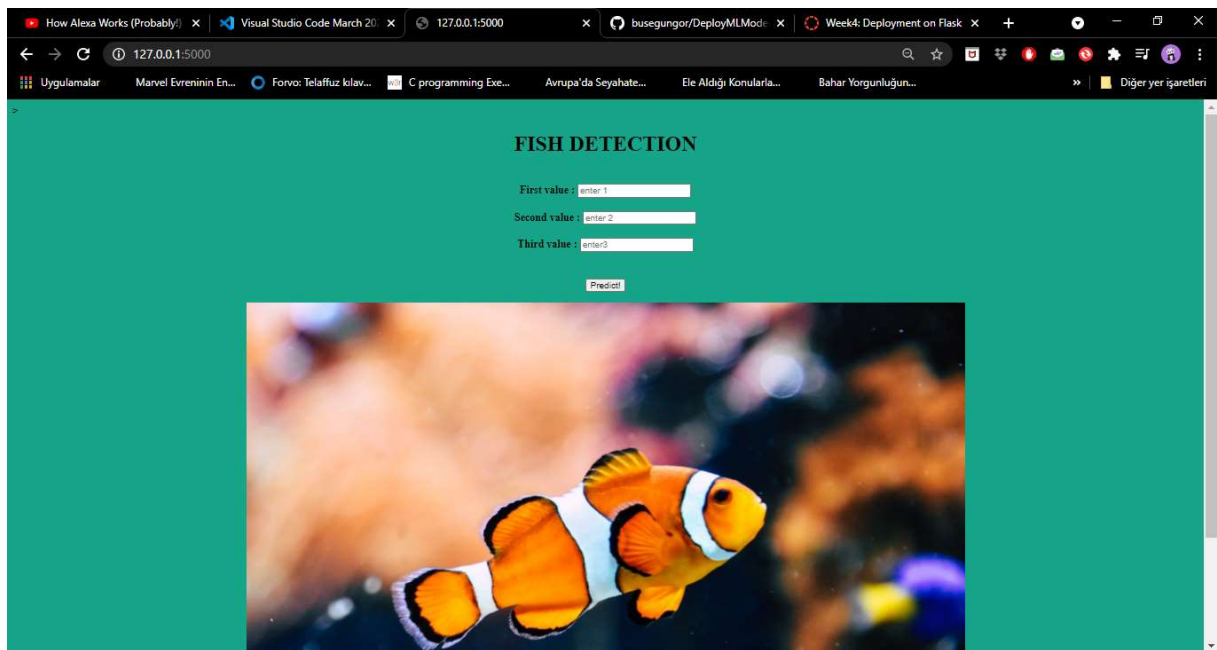 How Alexa Works (Probably!)
Visual Studio Code March 20
127.0.0.1:5000
busegungor/DeployMLMode
Week4: Deployment on Flask
127.0.0.1:5000
Uygulamalar
Marvel Evreninin En...
Forvo: Telaffuz kılav...
w3r
C programming Exe...
Avrupa'da Seyahate...
Ele Aldığı Konularla...
Bahar Yorgunluğun...
»
Diğer yer işaretleri
>
FISH DETECTION
First value : enter 1
Second value : enter 2
Third value : enter3
Predict!